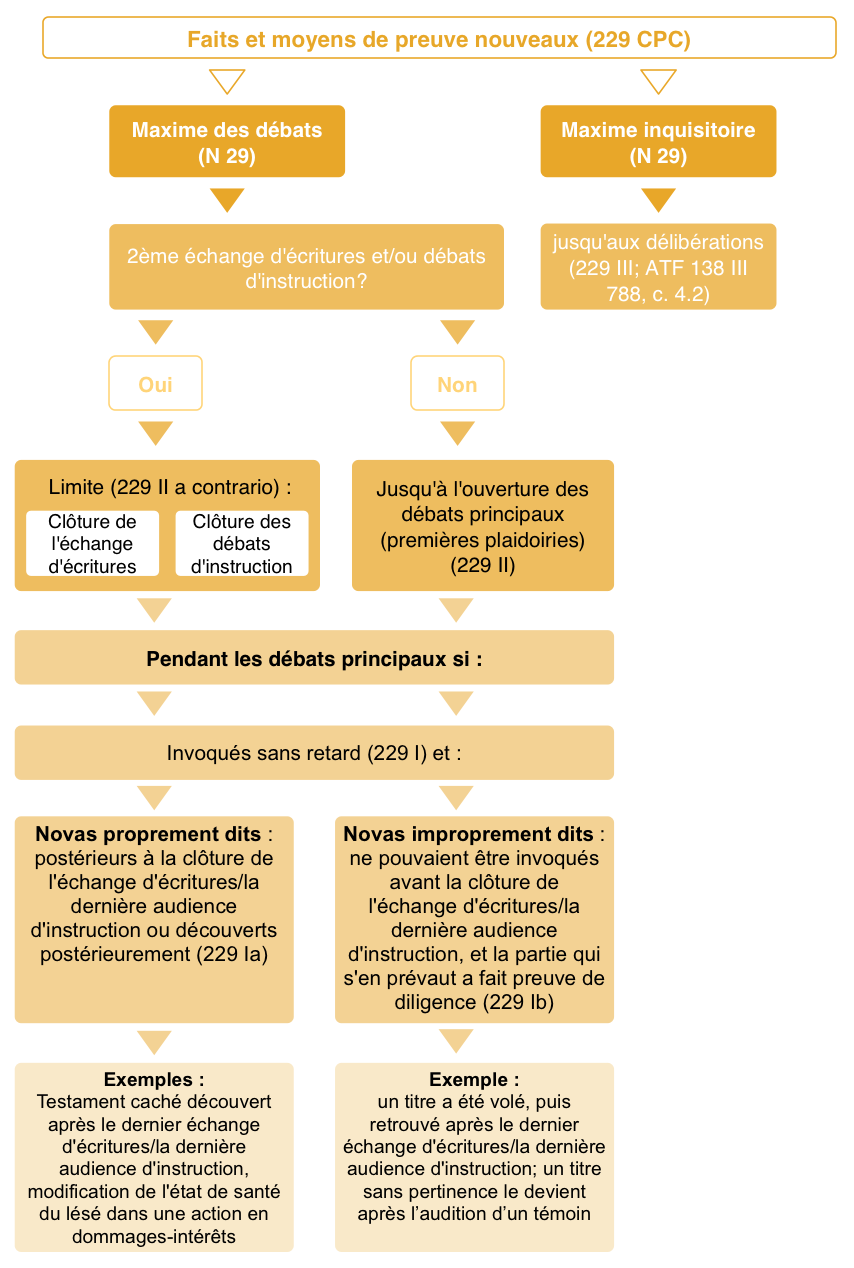 Faits et moyens de preuve nouveaux (229 CPC)
Maxime des débats
(N 29)
Maxime inquisitoire
(N 29)
2ème échange d'écritures et/ou débats
d'instruction?
jusqu'aux délibérations
(229 III; ATF 138 III
788, c. 4.2)
Oui
Non
Limite (229 II a contrario) :
Clôture de
l'échange
d'écritures
Clôture des
débats
d'instruction
Jusqu'à l'ouverture des
débats principaux
(premières plaidoiries)
(229 II)
Pendant les débats principaux si :
Invoqués sans retard (229 I) et :
Novas proprement dits :
postérieurs à la clôture de
l'échange d'écritures/la
dernière audience
d'instruction ou découverts
postérieurement (229 Ia)
Novas improprement dits :
ne pouvaient être invoqués
avant la clôture de
l'échange d'écritures/la
dernière audience
d'instruction, et la partie qui
s'en prévaut a fait preuve de
diligence (229 Ib)
Exemples :
Testament caché découvert
après le dernier échange
d'écritures/la dernière
audience d'instruction,
modification de l'état de santé
du lésé dans une action en
dommages-intérêts
Exemple :
un titre a été volé, puis
retrouvé après le dernier
échange d'écritures/la dernière
audience d'instruction; un titre
sans pertinence le devient
après l’audition d’un témoin